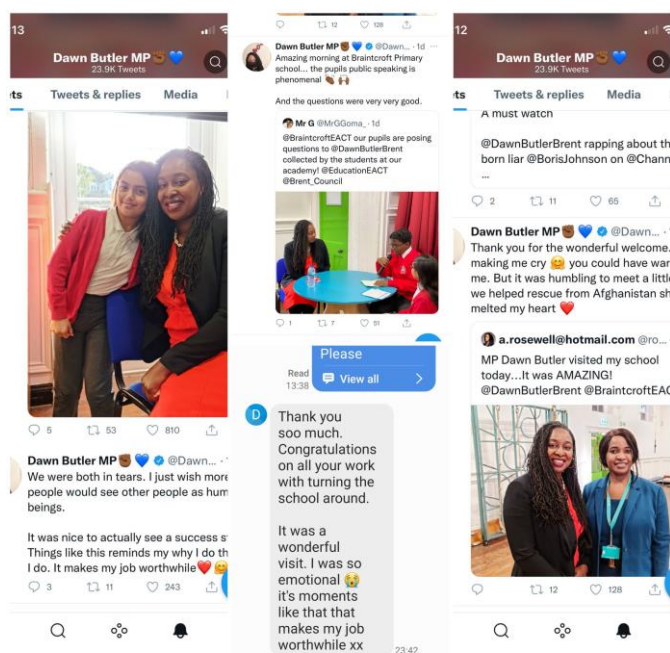 13
Dawn Butler MP
23.9K Tweets
ts Tweets & replies Media
5 53 810
Dawn Butler MP @Dawn...
We were both in tears. I just wish more
people would see other people as hum
beings.
It was nice to actually see a success s
Things like this reminds my why I do th
I do. It makes my job worthwhile
3 11 243
12 128
Dawn Butler MP @Dawn... · 1d
Amazing morning at Braintcroft Primary
school... the pupils public speaking is
phenomenal
And the questions were very very good.
Mr G @MrGGoma_ · 1d
@BraintcroftEACT our pupils are posing
questions to @DawnButlerBrent
collected by the students at our
academy! @EducationEACT
@Brent_Council
1 7 51
Please
Read
13:38
View all
D
Thank you
soo much.
Congratulations
on all your work
with turning the
school around.
It was a
wonderful
visit. I was so
emotional
it's moments
like that that
makes my job
worthwhile xx
23:42
12
Dawn Butler MP
23.9K Tweets
ts Tweets & replies Media
A must watch
@DawnButlerBrent rapping about th
born liar @BorisJohnson on @Chann
...
2 11 65
Dawn Butler MP @Dawn... ·
Thank you for the wonderful welcome.
making me cry you could have war
me. But it was humbling to meet a little
we helped rescue from Afghanistan sh
melted my heart
a.rosewell@hotmail.com @ro...
MP Dawn Butler visited my school
today...It was AMAZING!
@DawnButlerBrent @BraintcroftEAC
12 128